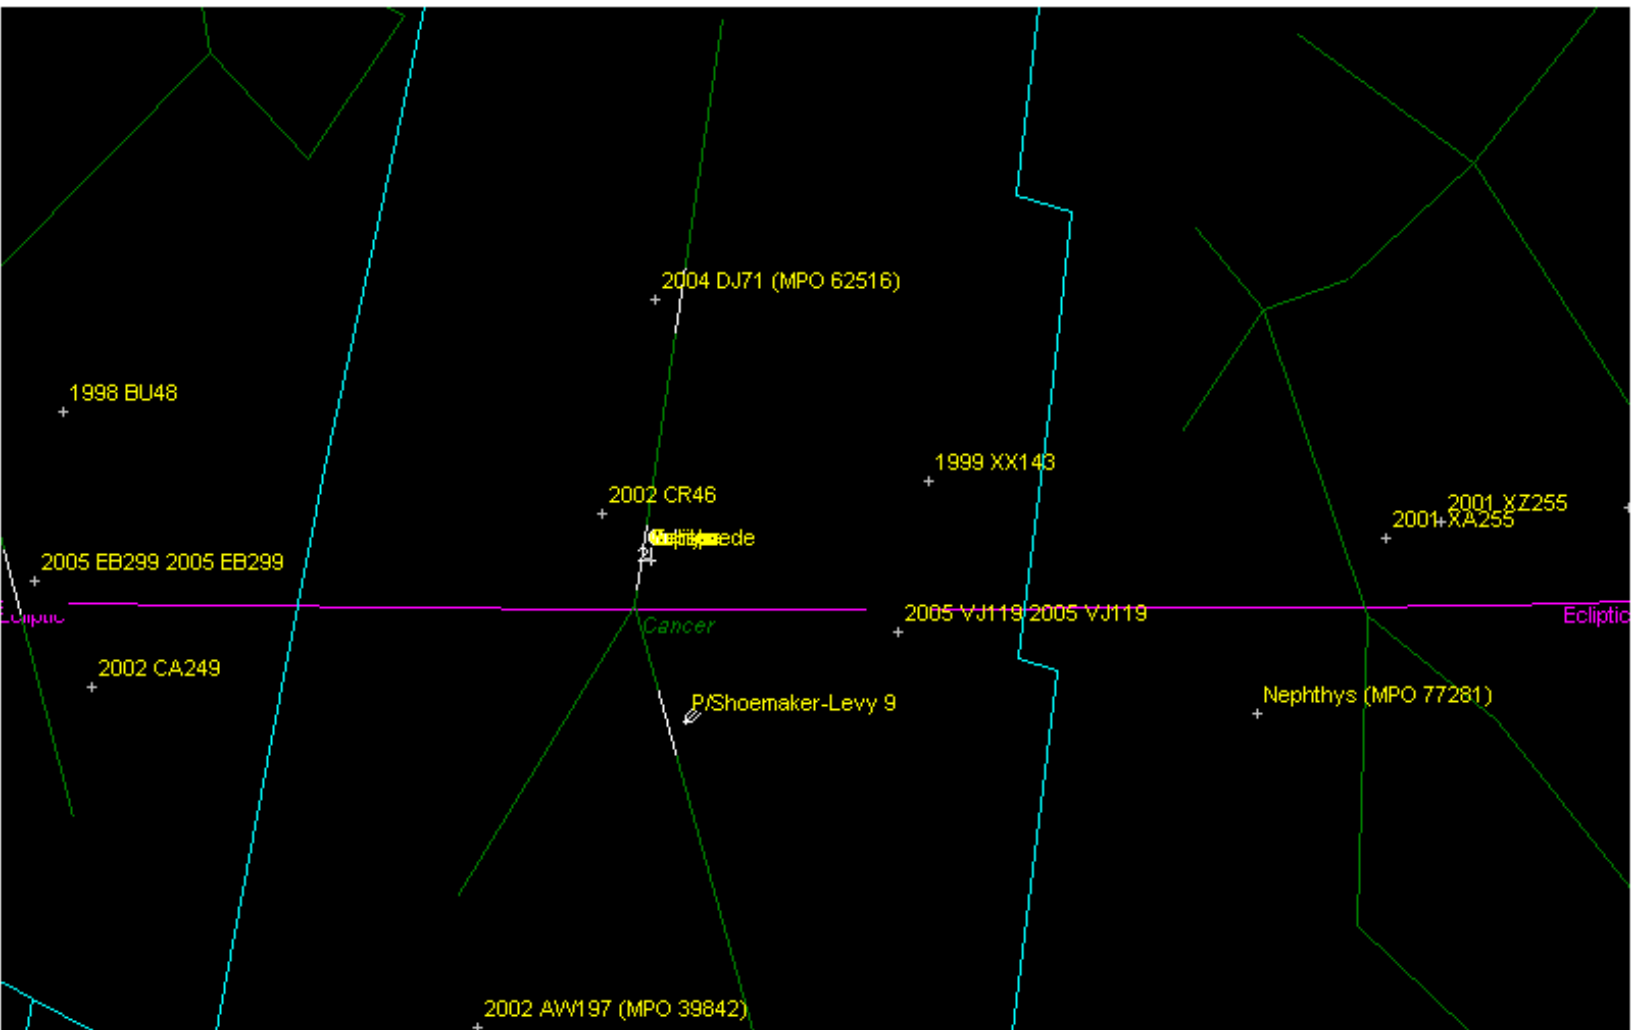 2004 DJ71 (MPO 62516)
1998 BU48
1999 XX143
2002 CR46
2001 XZ255
2001 XA255
2005 EB299 2005 EB299
2005 VJ119 2005 VJ119
Ecliptic
Ecliptic
Cancer
2002 CA249
P/Shoemaker-Levy 9
Nephthys (MPO 77281)
2002 AW197 (MPO 39842)